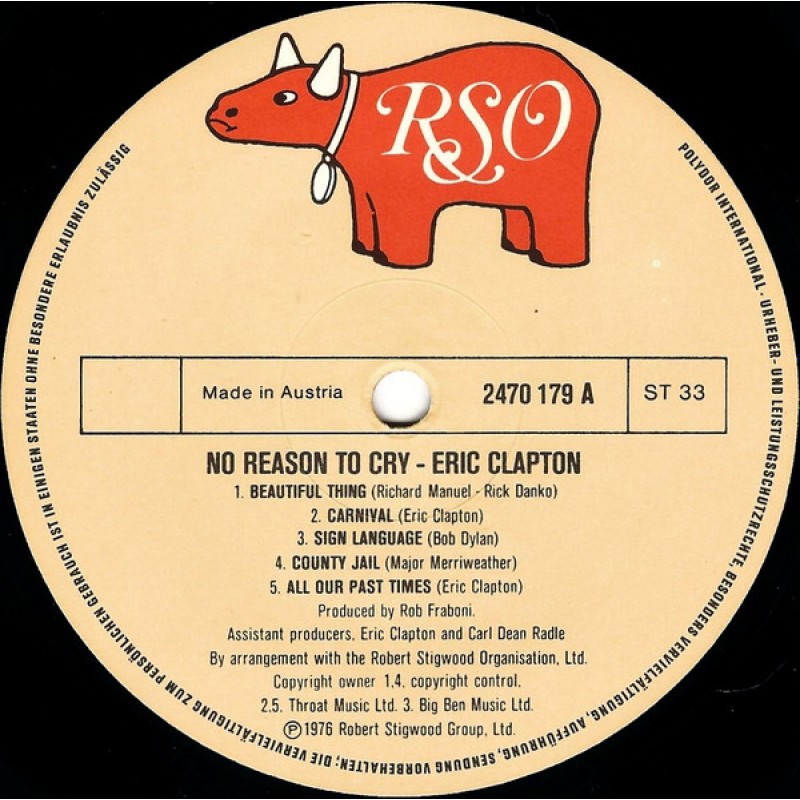 RSO
Made in Austria
2470 179 A
ST 33
NO REASON TO CRY - ERIC CLAPTON
1. BEAUTIFUL THING (Richard Manuel - Rick Danko)
2. CARNIVAL (Eric Clapton)
3. SIGN LANGUAGE (Bob Dylan)
4. COUNTY JAIL (Major Merriweather)
5. ALL OUR PAST TIMES (Eric Clapton)
Produced by Rob Fraboni.
Assistant producers, Eric Clapton and Carl Dean Radle
By arrangement with the Robert Stigwood Organisation, Ltd.
Copyright owner 1.4. copyright control.
2.5. Throat Music Ltd. 3. Big Ben Music Ltd.
Ⓟ1976 Robert Stigwood Group, Ltd.
POLYDOR INTERNATIONAL · URHEBER- UND LEISTUNGSSCHUTZRECHTE, BESONDERS VERVIELFÄLTIGUNG, AUFFÜHRUNG, SENDUNG VORBEHALTEN; DIE VERVIELFÄLTIGUNG ZUM PERSÖNLICHEN GEBRAUCH IST IN EINIGEN STAATEN OHNE BESONDERE ERLAUBNIS ZULÄSSIG